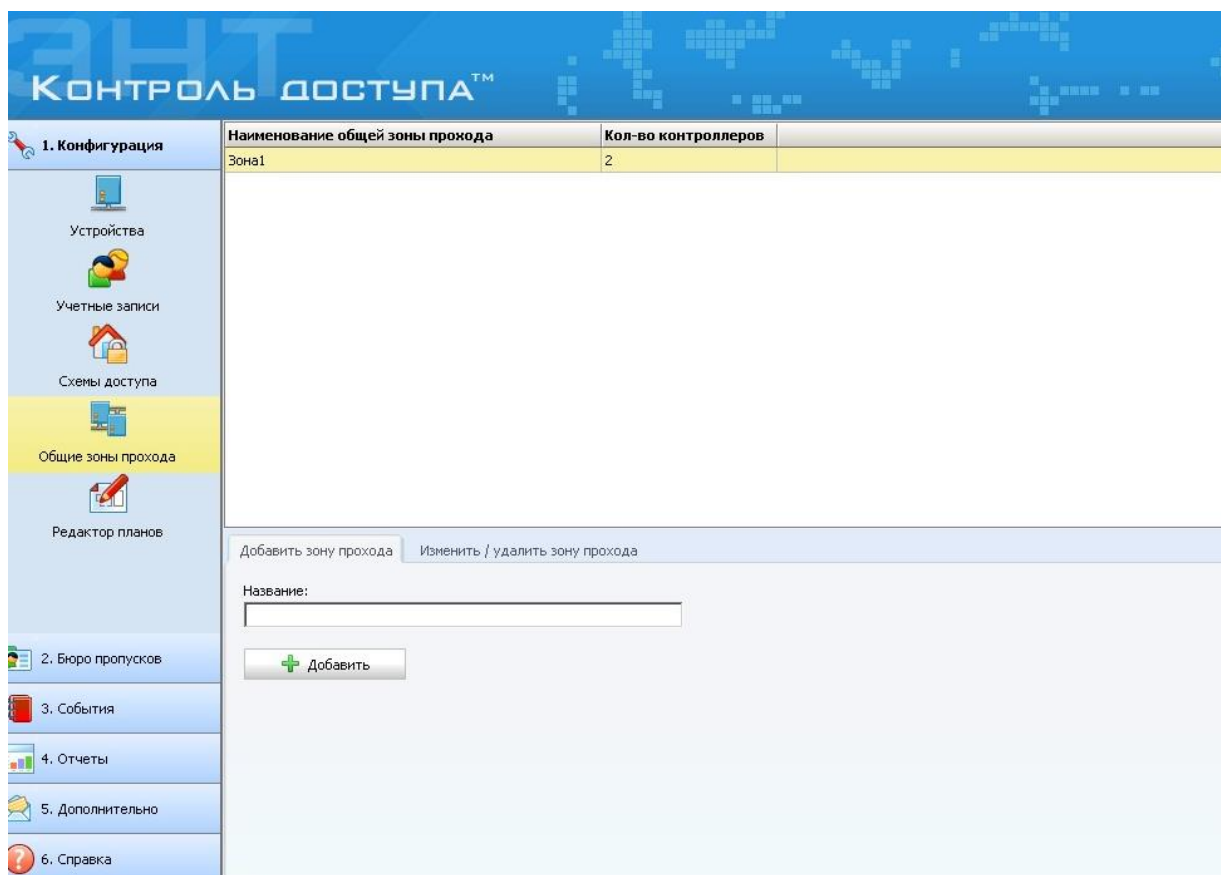 ЭНТ
КОНТРОЛЬ ДОСТУПА™
1. Конфигурация
Устройства
Учетные записи
Схемы доступа
Общие зоны прохода
Редактор планов
2. Бюро пропусков
3. События
4. Отчеты
5. Дополнительно
6. Справка
Наименование общей зоны прохода Кол-во контроллеров
Зона1 2
Добавить зону прохода Изменить / удалить зону прохода
Название:
Добавить